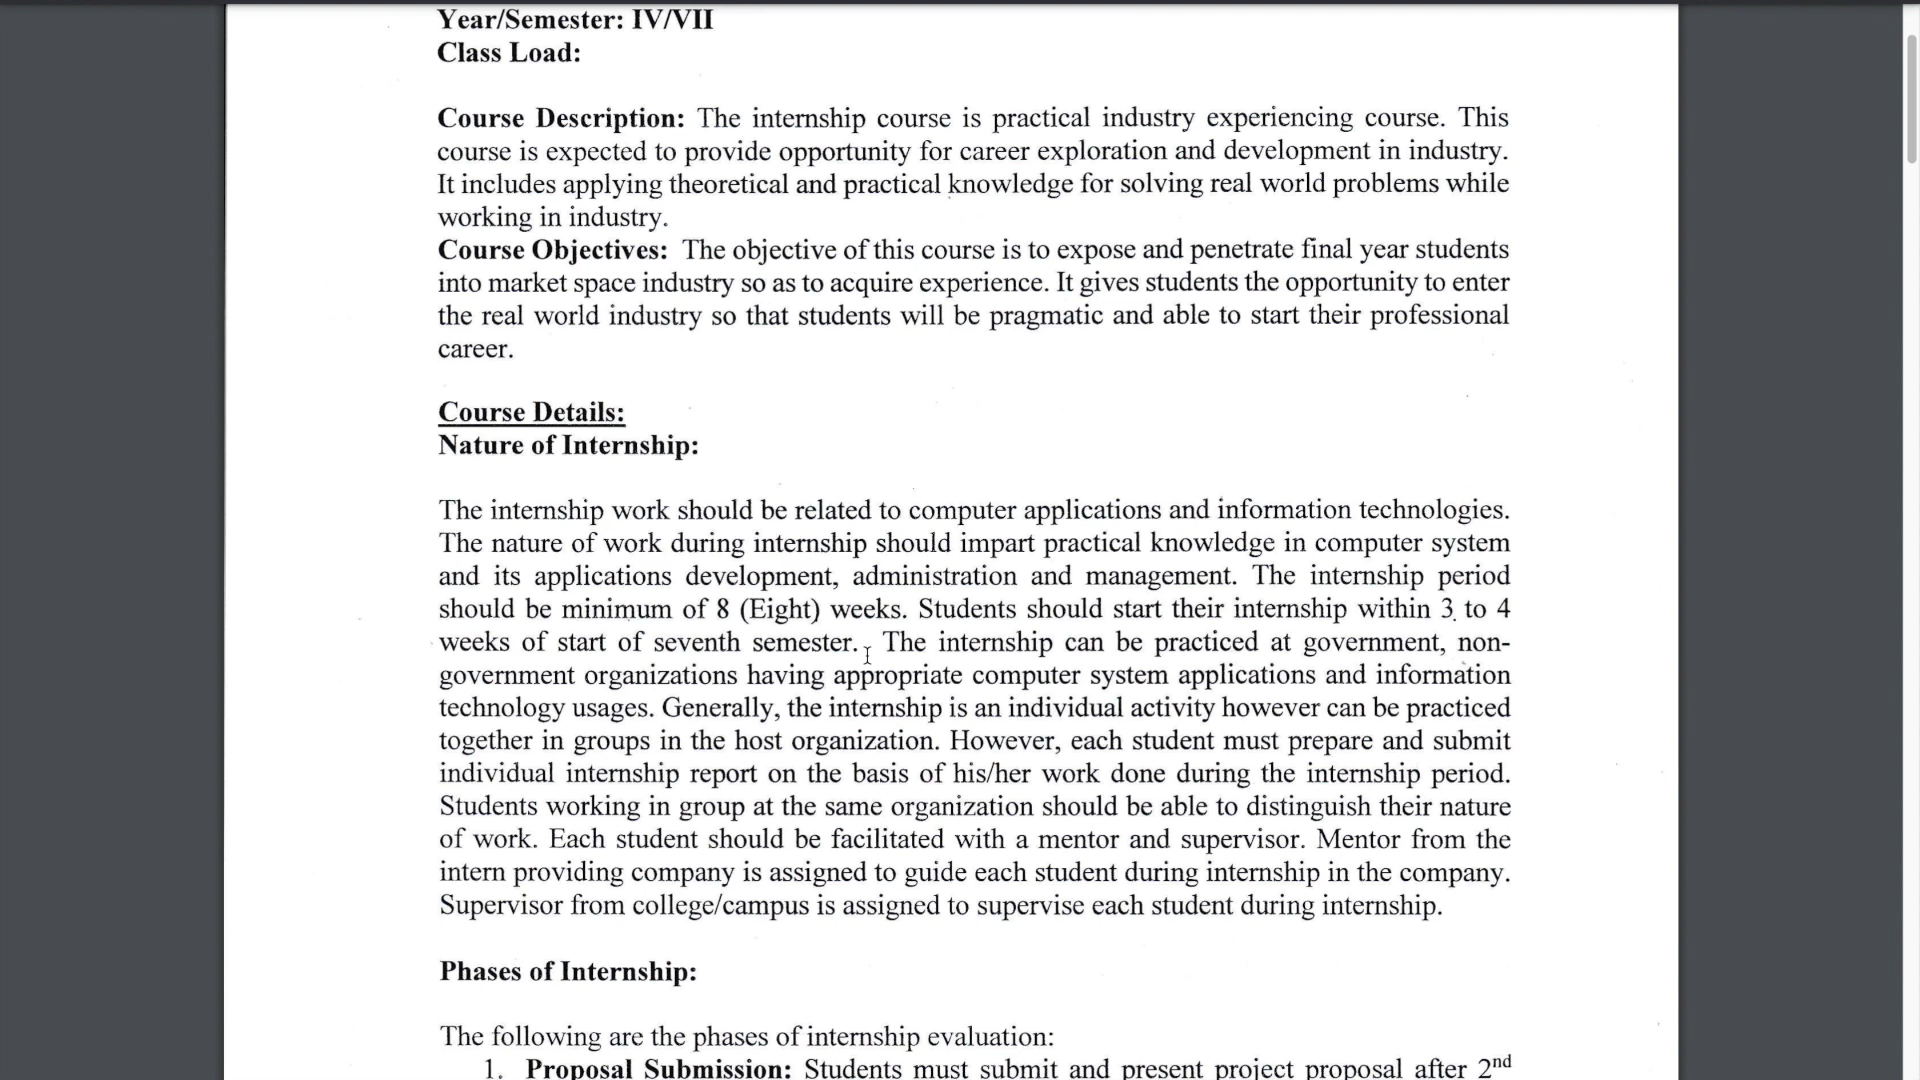 Year/Semester: IV/VII
Class Load:
Course Description: The internship course is practical industry experiencing course. This
course is expected to provide opportunity for career exploration and development in industry.
It includes applying theoretical and practical knowledge for solving real world problems while
working in industry.
Course Objectives: The objective of this course is to expose and penetrate final year students
into market space industry so as to acquire experience. It gives students the opportunity to enter
the real world industry so that students will be pragmatic and able to start their professional
career.
Course Details:
Nature of Internship:
The internship work should be related to computer applications and information technologies.
The nature of work during internship should impart practical knowledge in computer system
and its applications development, administration and management. The internship period
should be minimum of 8 (Eight) weeks. Students should start their internship within 3 to 4
weeks of start of seventh semester. The internship can be practiced at government, non-
government organizations having appropriate computer system applications and information
technology usages. Generally, the internship is an individual activity however can be practiced
together in groups in the host organization. However, each student must prepare and submit
individual internship report on the basis of his/her work done during the internship period.
Students working in group at the same organization should be able to distinguish their nature
of work. Each student should be facilitated with a mentor and supervisor. Mentor from the
intern providing company is assigned to guide each student during internship in the company.
Supervisor from college/campus is assigned to supervise each student during internship.
Phases of Internship:
The following are the phases of internship evaluation:
1. Proposal Submission: Students must submit and present project proposal after 2nd